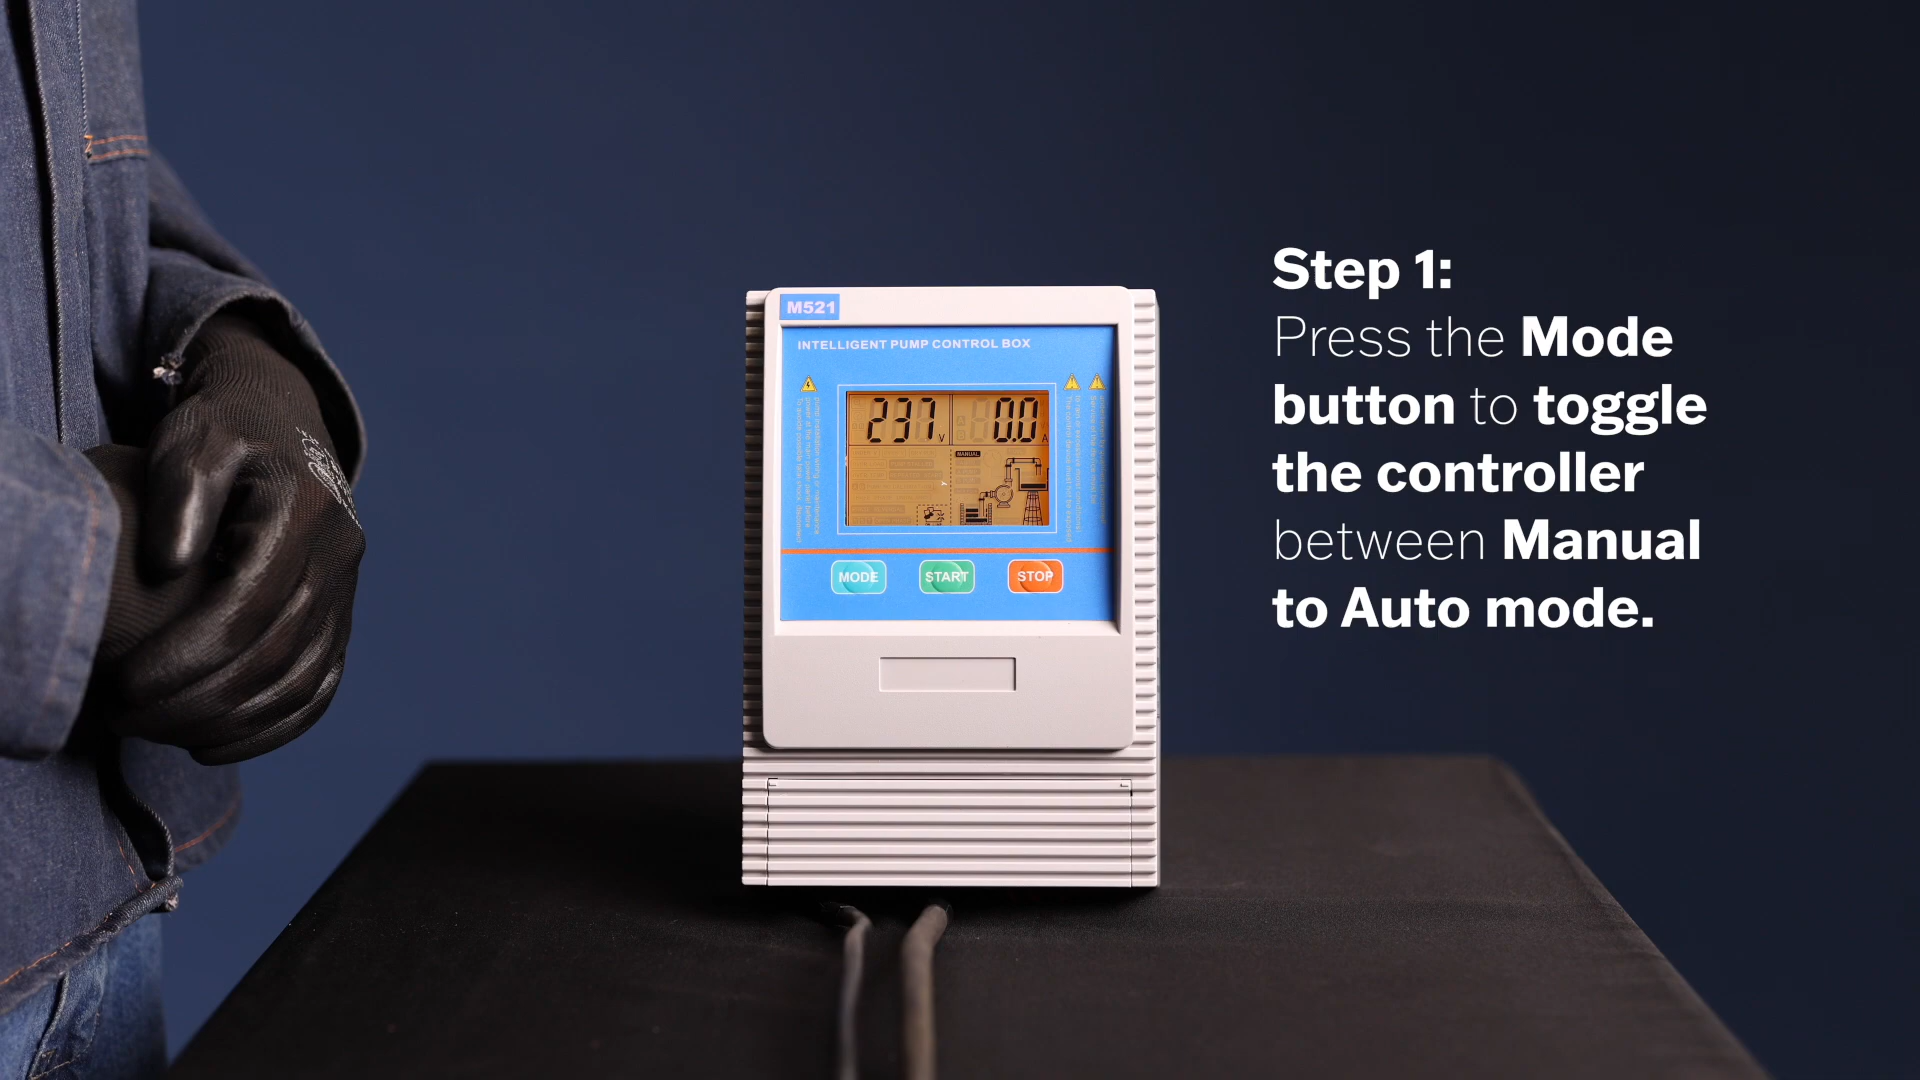 Step 1:
Press the Mode
button to toggle
the controller
between Manual
to Auto mode.
M521
INTELLIGENT PUMP CONTROL BOX
237 V
0.0 A
MANUAL
MODE
START
STOP